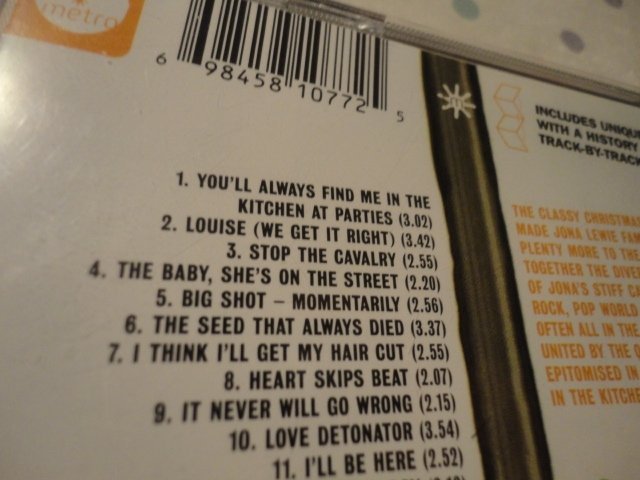 metro
6 98458 10772 5
INCLUDES UNIQUE
WITH A HISTORY
TRACK-BY-TRACK
1. YOU'LL ALWAYS FIND ME IN THE
KITCHEN AT PARTIES (3.02)
2. LOUISE (WE GET IT RIGHT) (3.42)
3. STOP THE CAVALRY (2.55)
4. THE BABY, SHE'S ON THE STREET (2.20)
5. BIG SHOT – MOMENTARILY (2.56)
6. THE SEED THAT ALWAYS DIED (3.37)
7. I THINK I'LL GET MY HAIR CUT (2.55)
8. HEART SKIPS BEAT (2.07)
9. IT NEVER WILL GO WRONG (2.15)
10. LOVE DETONATOR (3.54)
11. I'LL BE HERE (2.52)
THE CLASSY CHRISTMAS
MADE JONA LEWIE FAM
PLENTY MORE TO THE
TOGETHER THE DIVE
OF JONA'S STIFF CA
ROCK, POP WORLD
OFTEN ALL IN THE
UNITED BY THE
EPITOMISED IN
IN THE KITCHE